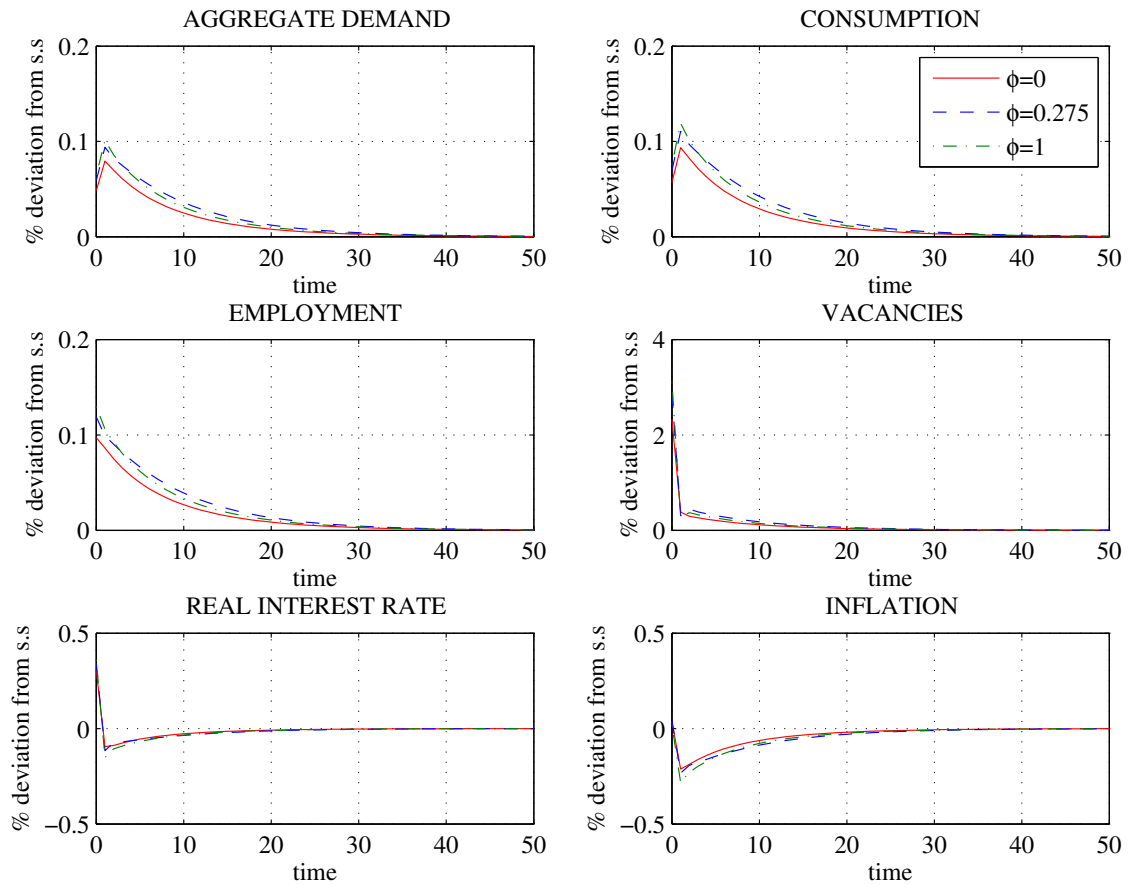 AGGREGATE DEMAND
% deviation from s.s
0.2
0.1
0
0 10 20 30 40 50
time
CONSUMPTION
% deviation from s.s
0.2
0.1
0
0 10 20 30 40 50
time
ϕ=0
ϕ=0.275
ϕ=1
EMPLOYMENT
% deviation from s.s
0.2
0.1
0
0 10 20 30 40 50
time
VACANCIES
% deviation from s.s
4
2
0
0 10 20 30 40 50
time
REAL INTEREST RATE
% deviation from s.s
0.5
0
−0.5
0 10 20 30 40 50
time
INFLATION
% deviation from s.s
0.5
0
−0.5
0 10 20 30 40 50
time